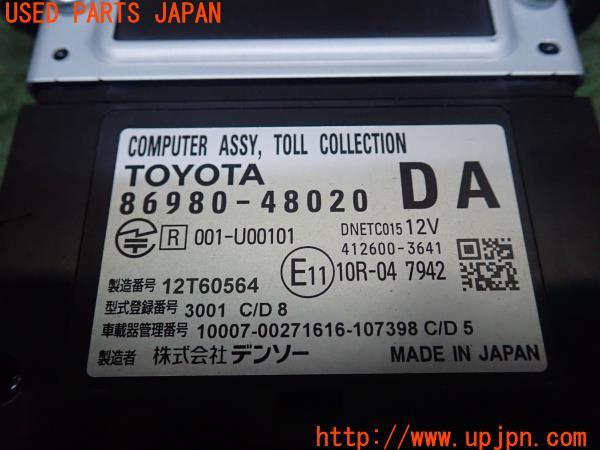 USED PARTS JAPAN
COMPUTER ASSY, TOLL COLLECTION
TOYOTA
86980-48020 DA
DNETC015 12V
R 001-U00101
412600-3641
E11 10R-04 7942
製造番号 12T60564
型式登録番号 3001 C/D 8
車載器管理番号 10007-00271616-107398 C/D 5
製造者 株式会社デンソー MADE IN JAPAN
http://www.upjpn.com